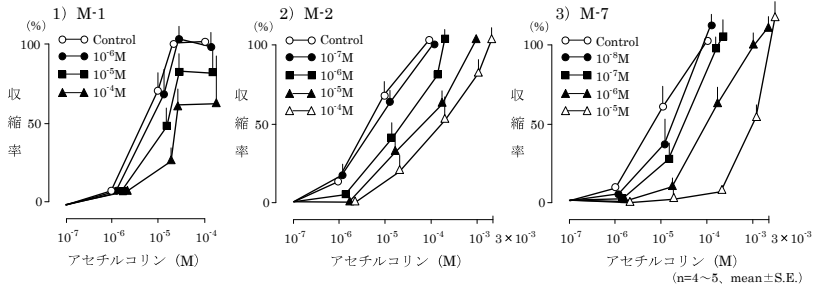 1) M-1
(%)
100
50
0
収縮率
Control
10⁻⁶M
10⁻⁵M
10⁻⁴M
10⁻⁷
10⁻⁶
10⁻⁵
10⁻⁴
アセチルコリン (M)
2) M-2
(%)
100
50
0
収縮率
Control
10⁻⁷M
10⁻⁶M
10⁻⁵M
10⁻⁴M
10⁻⁷
10⁻⁶
10⁻⁵
10⁻⁴
10⁻³
3×10⁻³
アセチルコリン (M)
3) M-7
(%)
100
50
0
収縮率
Control
10⁻⁸M
10⁻⁷M
10⁻⁶M
10⁻⁵M
10⁻⁷
10⁻⁶
10⁻⁵
10⁻⁴
10⁻³
3×10⁻³
アセチルコリン (M)
(n=4~5、mean±S.E.)